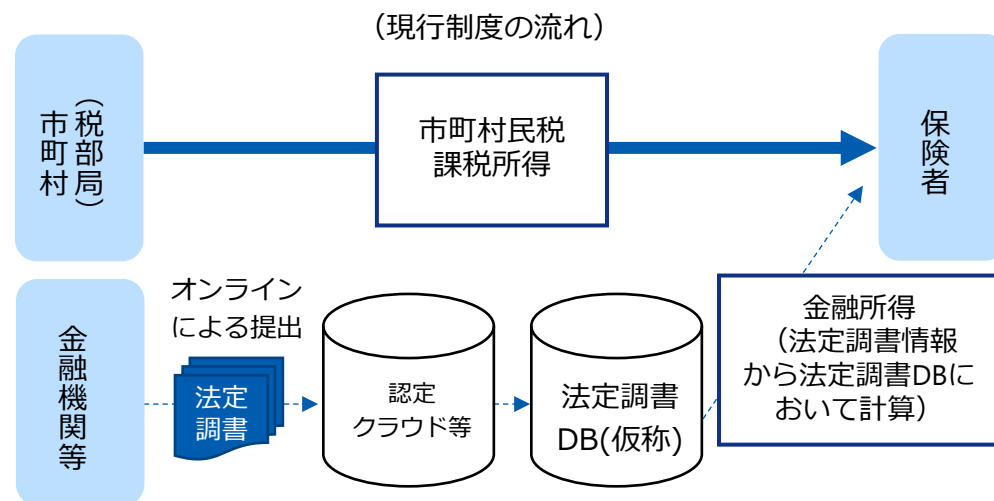 （現行制度の流れ）
市町村
（税部局）
市町村民税
課税所得
保険者
金融機関等
オンライン
による提出
法定
調書
認定
クラウド等
法定調書
DB(仮称)
金融所得
（法定調書情報
から法定調書DBに
おいて計算）